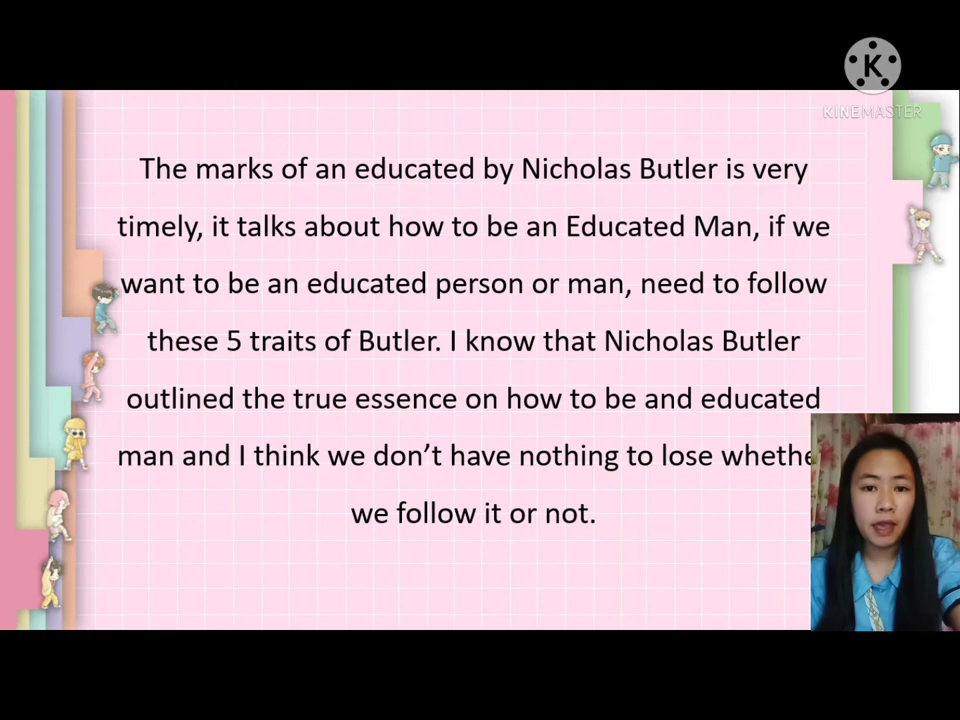 K
KINEMASTER
The marks of an educated by Nicholas Butler is very
timely, it talks about how to be an Educated Man, if we
want to be an educated person or man, need to follow
these 5 traits of Butler. I know that Nicholas Butler
outlined the true essence on how to be and educated
man and I think we don't have nothing to lose whethe
we follow it or not.